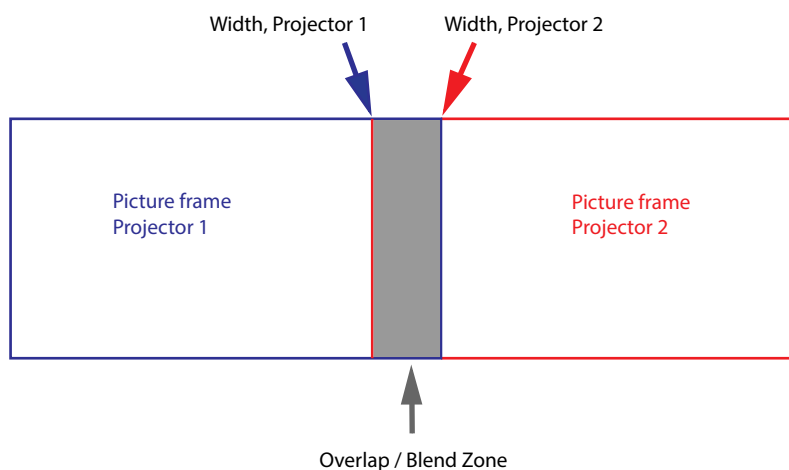 Width, Projector 1
Width, Projector 2
Picture frame
Projector 1
Picture frame
Projector 2
Overlap / Blend Zone